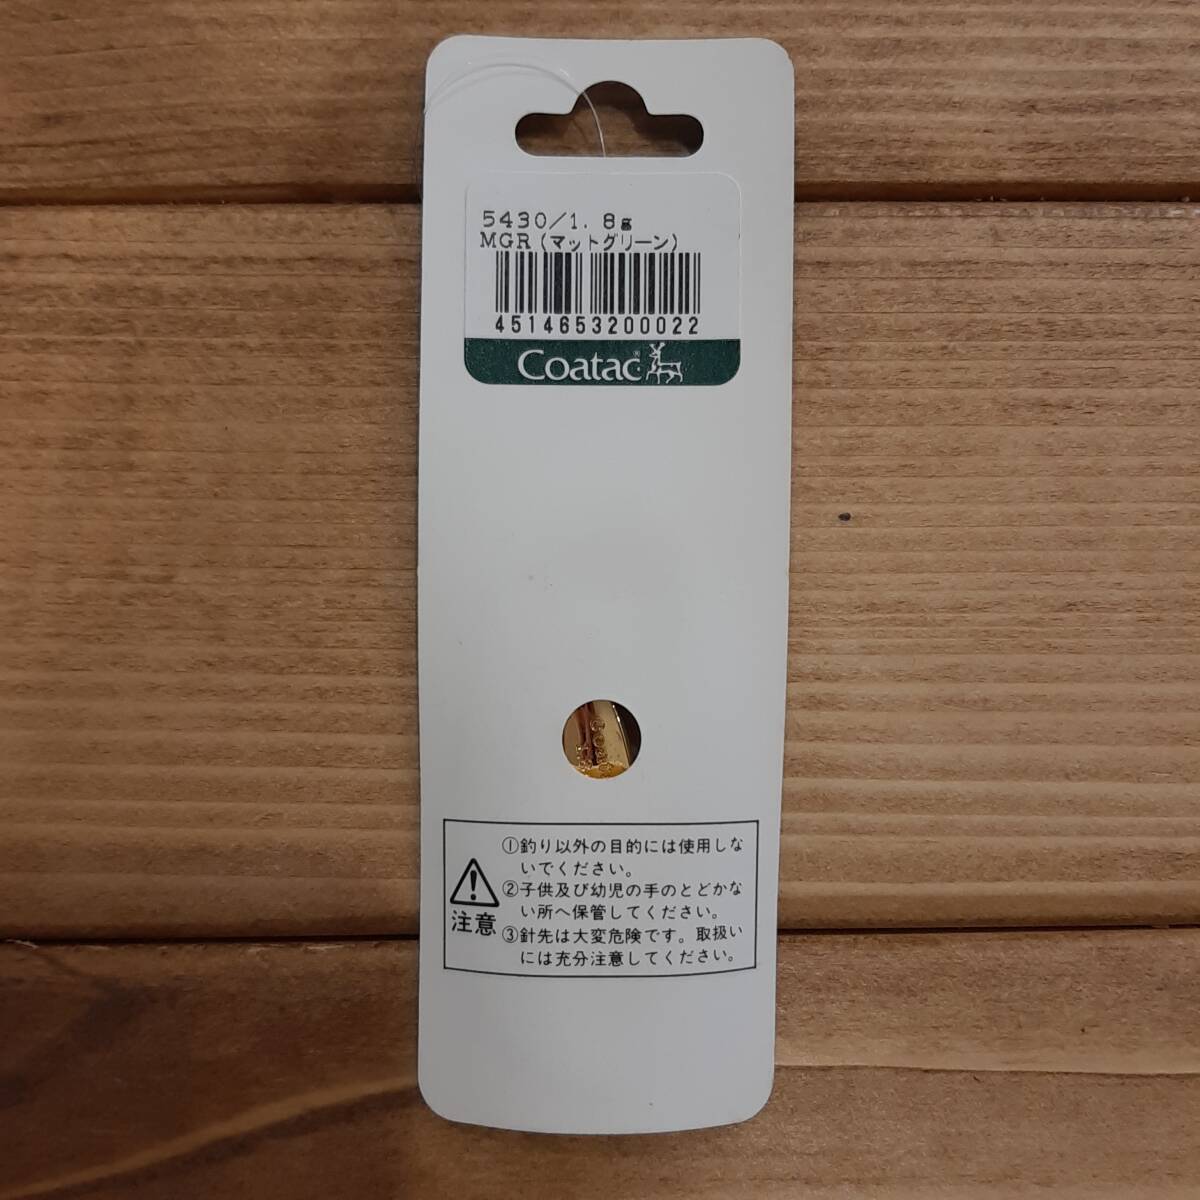 5430/1. 8g
MGR(マットグリーン)
4514653200022
Coatac®
①釣り以外の目的には使用しな
いでください。
②子供及び幼児の手のとどかな
い所へ保管してください。
③針先は大変危険です。取扱い
には充分注意してください。
注意